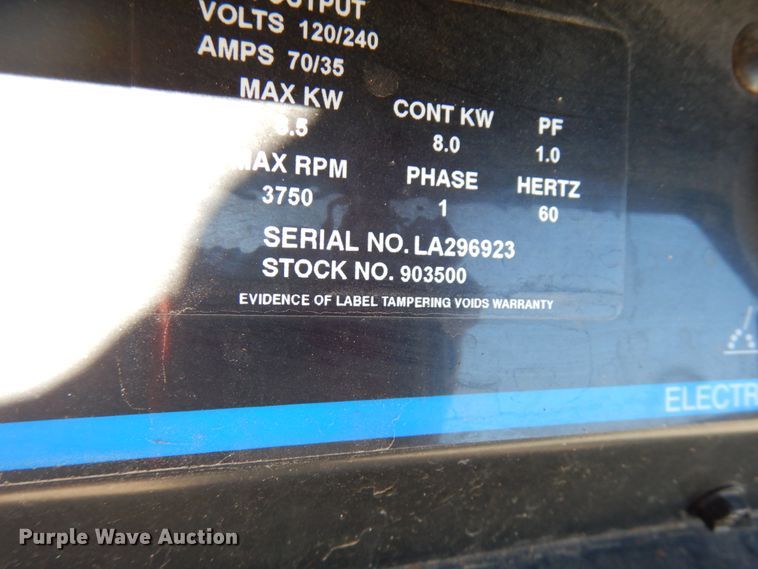 OUTPUT
VOLTS 120/240
AMPS 70/35
MAX KW CONT KW PF
8.0 1.0
MAX RPM PHASE HERTZ
3750 1 60
SERIAL NO. LA296923
STOCK NO. 903500
EVIDENCE OF LABEL TAMPERING VOIDS WARRANTY
ELECTR
Purple Wave Auction